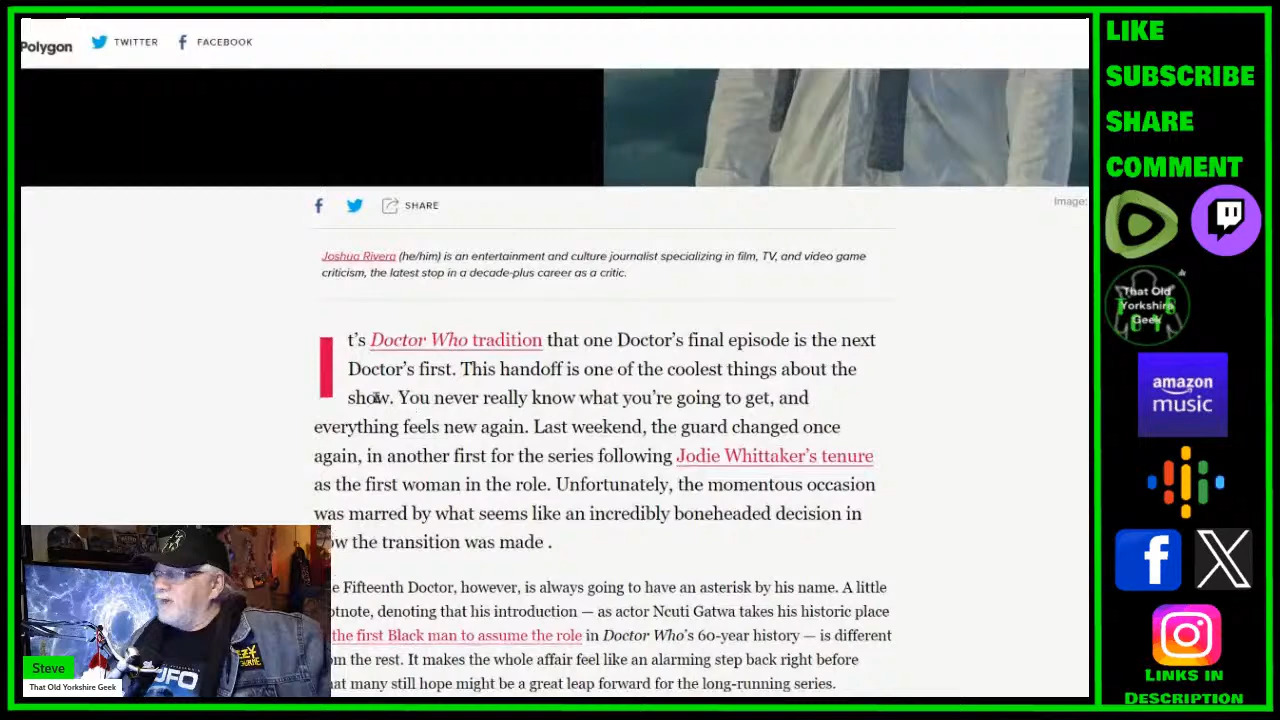 Polygon
TWITTER
FACEBOOK
SHARE
Image:
Joshua Rivera (he/him) is an entertainment and culture journalist specializing in film, TV, and video game
criticism, the latest stop in a decade-plus career as a critic.
It's Doctor Who tradition that one Doctor's final episode is the next
Doctor's first. This handoff is one of the coolest things about the
show. You never really know what you're going to get, and
everything feels new again. Last weekend, the guard changed once
again, in another first for the series following Jodie Whittaker's tenure
as the first woman in the role. Unfortunately, the momentous occasion
was marred by what seems like an incredibly boneheaded decision in
the transition was made .
Fifteenth Doctor, however, is always going to have an asterisk by his name. A little
denoting that his introduction — as actor Ncuti Gatwa takes his historic place
the first Black man to assume the role in Doctor Who's 60-year history — is different
the rest. It makes the whole affair feel like an alarming step back right before
many still hope might be a great leap forward for the long-running series.
Steve
That Old Yorkshire Geek
UFO
LIKE
SUBSCRIBE
SHARE
COMMENT
That Old
Yorkshire
Geek
amazon
music
LINKS IN
DESCRIPTION